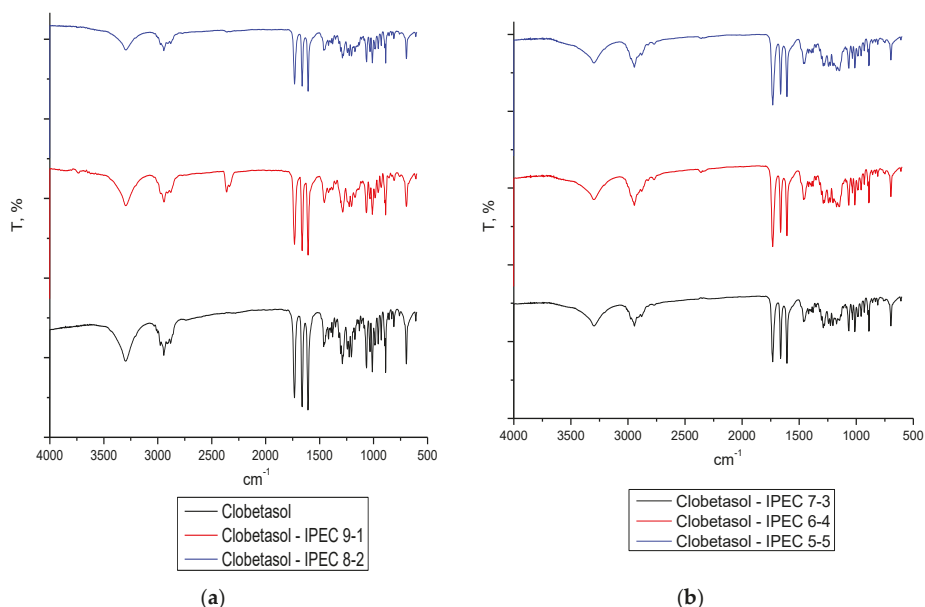 T, %
4000 3500 3000 2500 2000 1500 1000 500
cm-1
Clobetasol
Clobetasol - IPEC 9-1
Clobetasol - IPEC 8-2
(a)
T, %
4000 3500 3000 2500 2000 1500 1000 500
cm-1
Clobetasol - IPEC 7-3
Clobetasol - IPEC 6-4
Clobetasol - IPEC 5-5
(b)